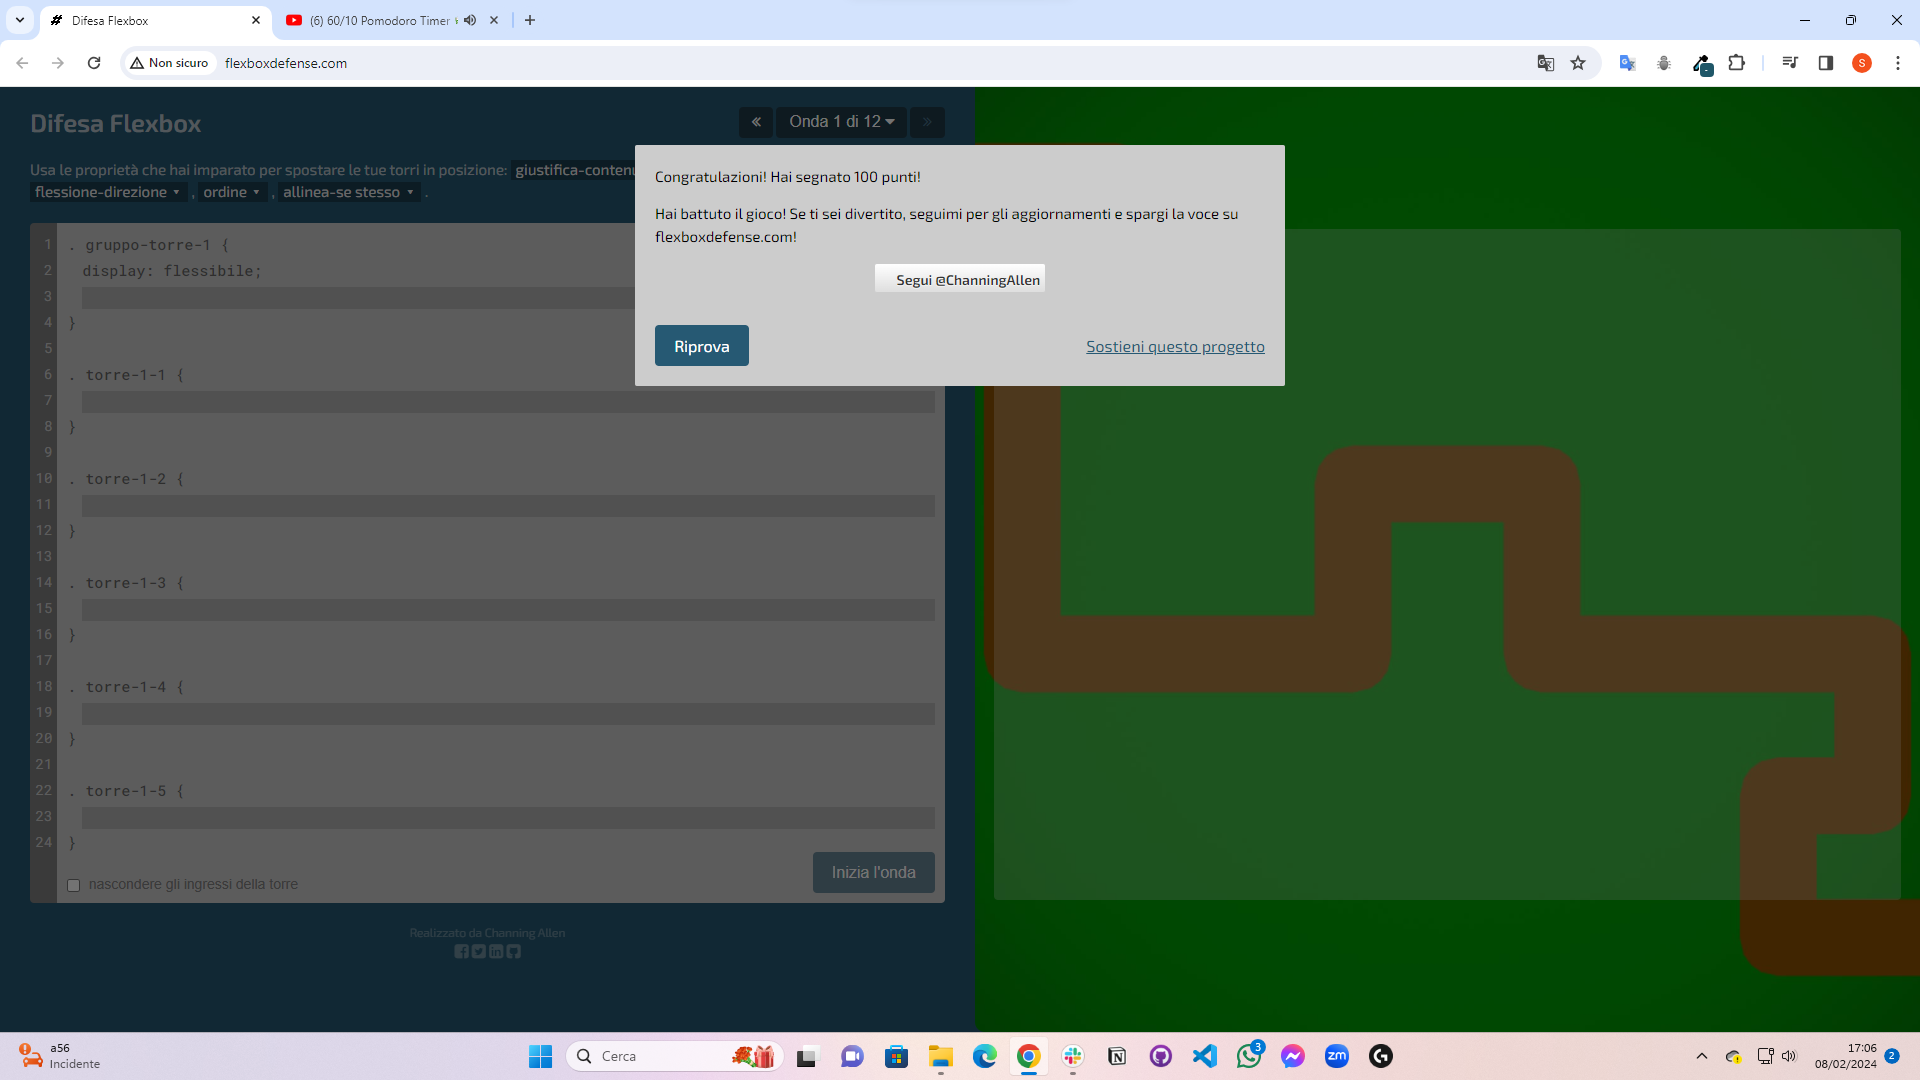 Difesa Flexbox
(6) 60/10 Pomodoro Timer
Non sicuro
flexboxdefense.com
S
Difesa Flexbox
« Onda 1 di 12 »
Usa le proprietà che hai imparato per spostare le tue torri in posizione:
flessione-direzione , ordine , allinea-se stesso .
Congratulazioni! Hai segnato 100 punti!
Hai battuto il gioco! Se ti sei divertito, seguimi per gli aggiornamenti e spargi la voce su
flexboxdefense.com!
Segui @ChanningAllen
Riprova
Sostieni questo progetto
1 . gruppo-torre-1 {
2 display: flessibile;
3
4 }
5
6 . torre-1-1 {
7
8 }
9
10 . torre-1-2 {
11
12 }
13
14 . torre-1-3 {
15
16 }
17
18 . torre-1-4 {
19
20 }
21
22 . torre-1-5 {
23
24 }
nascondere gli ingressi della torre
Inizia l'onda
Realizzato da Channing Allen
a56
Incidente
Cerca
3
zm
17:06
08/02/2024
2